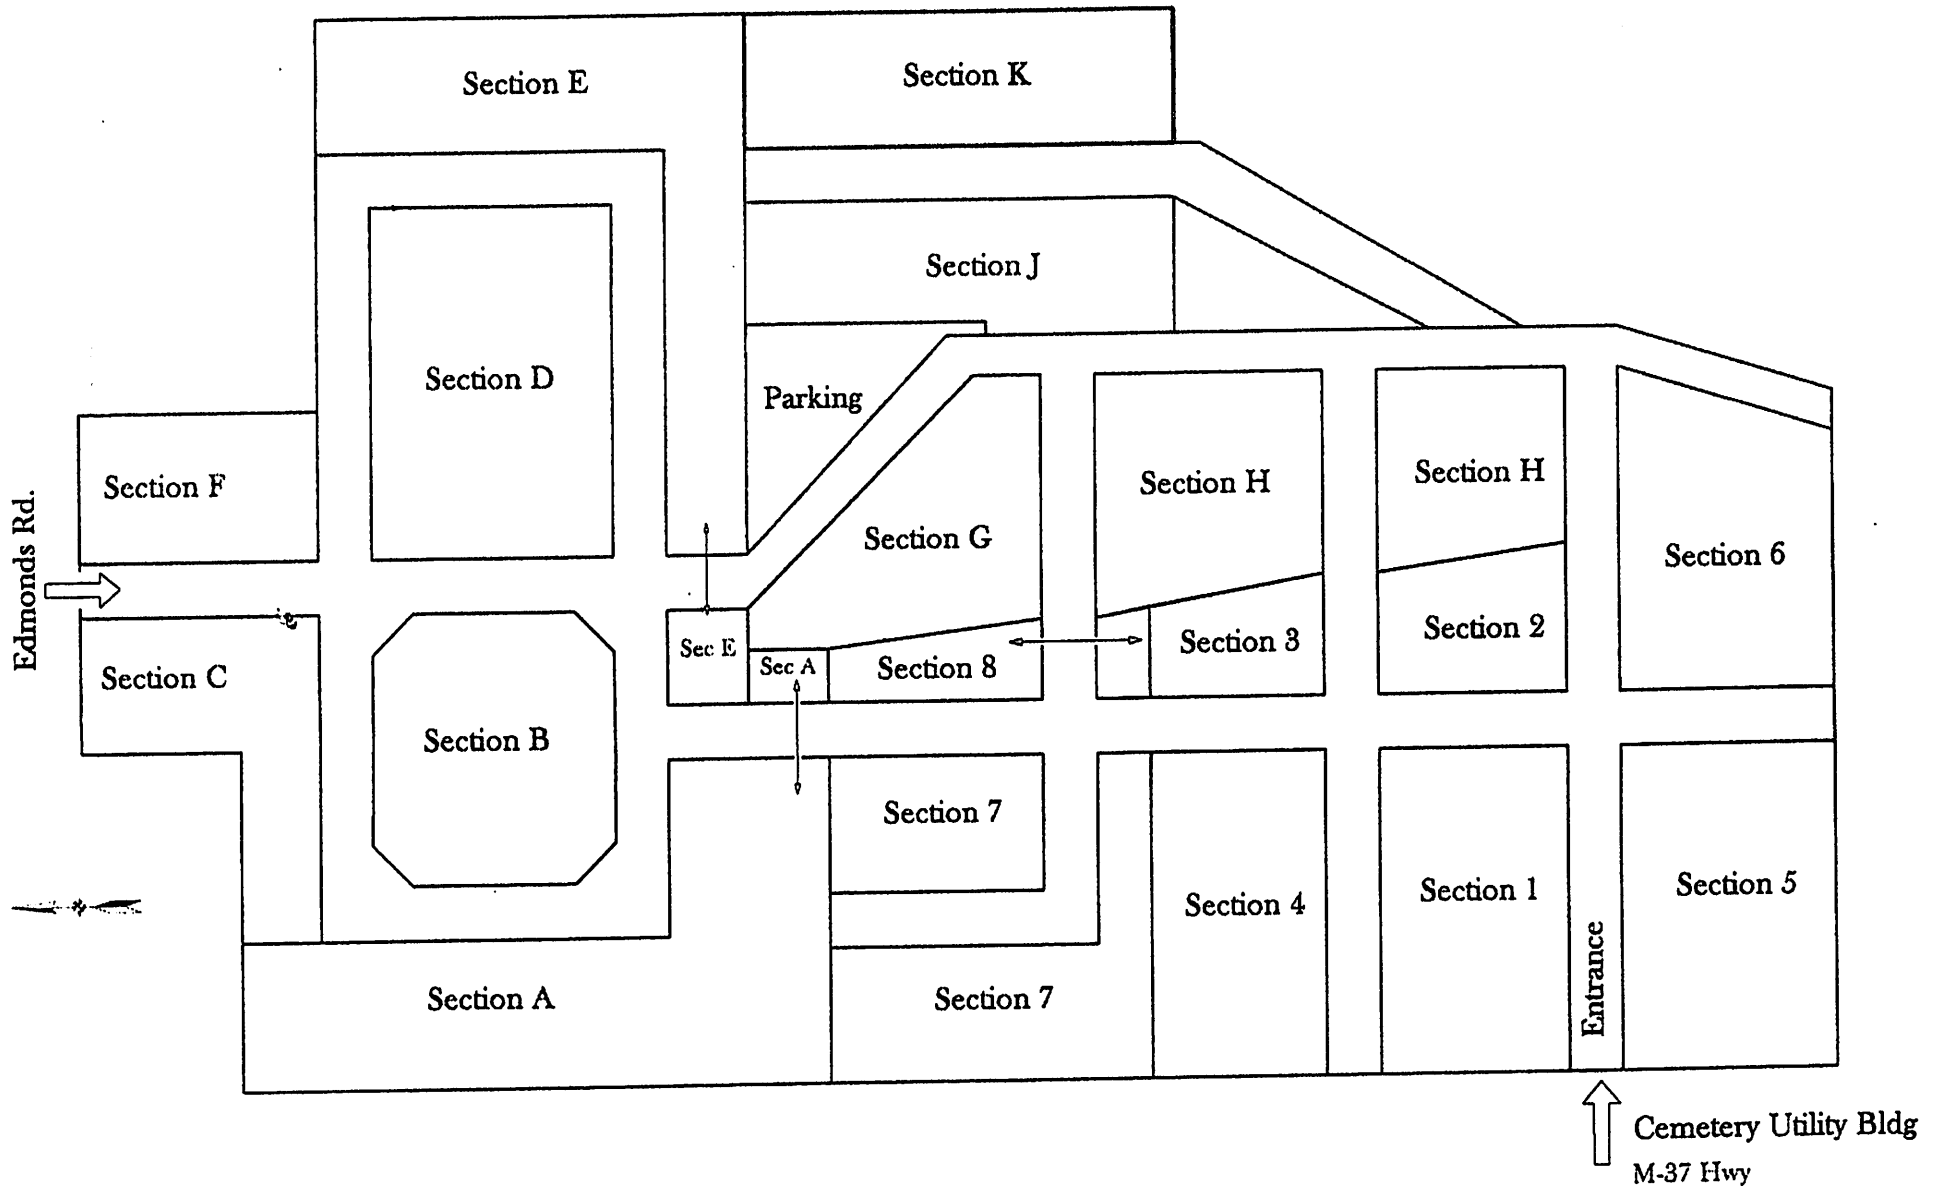 Section E
Section K
Section J
Section D
Parking
Section F
Section H
Section H
Section G
Section 6
Edmonds Rd.
Section C
Sec E
Sec A
Section 8
Section 3
Section 2
Section B
Section 7
Section 4
Section 1
Section 5
Entrance
Section A
Section 7
Cemetery Utility Bldg
M-37 Hwy